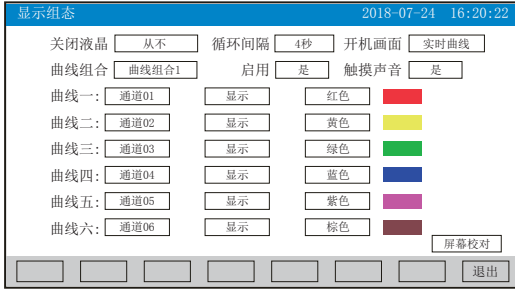 显示组态 2018-07-24 16:20:22
关闭液晶 从不 循环间隔 4秒 开机画面 实时曲线
曲线组合 曲线组合1 启用 是 触摸声音 是
曲线一: 通道01 显示 红色
曲线二: 通道02 显示 黄色
曲线三: 通道03 显示 绿色
曲线四: 通道04 显示 蓝色
曲线五: 通道05 显示 紫色
曲线六: 通道06 显示 棕色
屏幕校对
退出